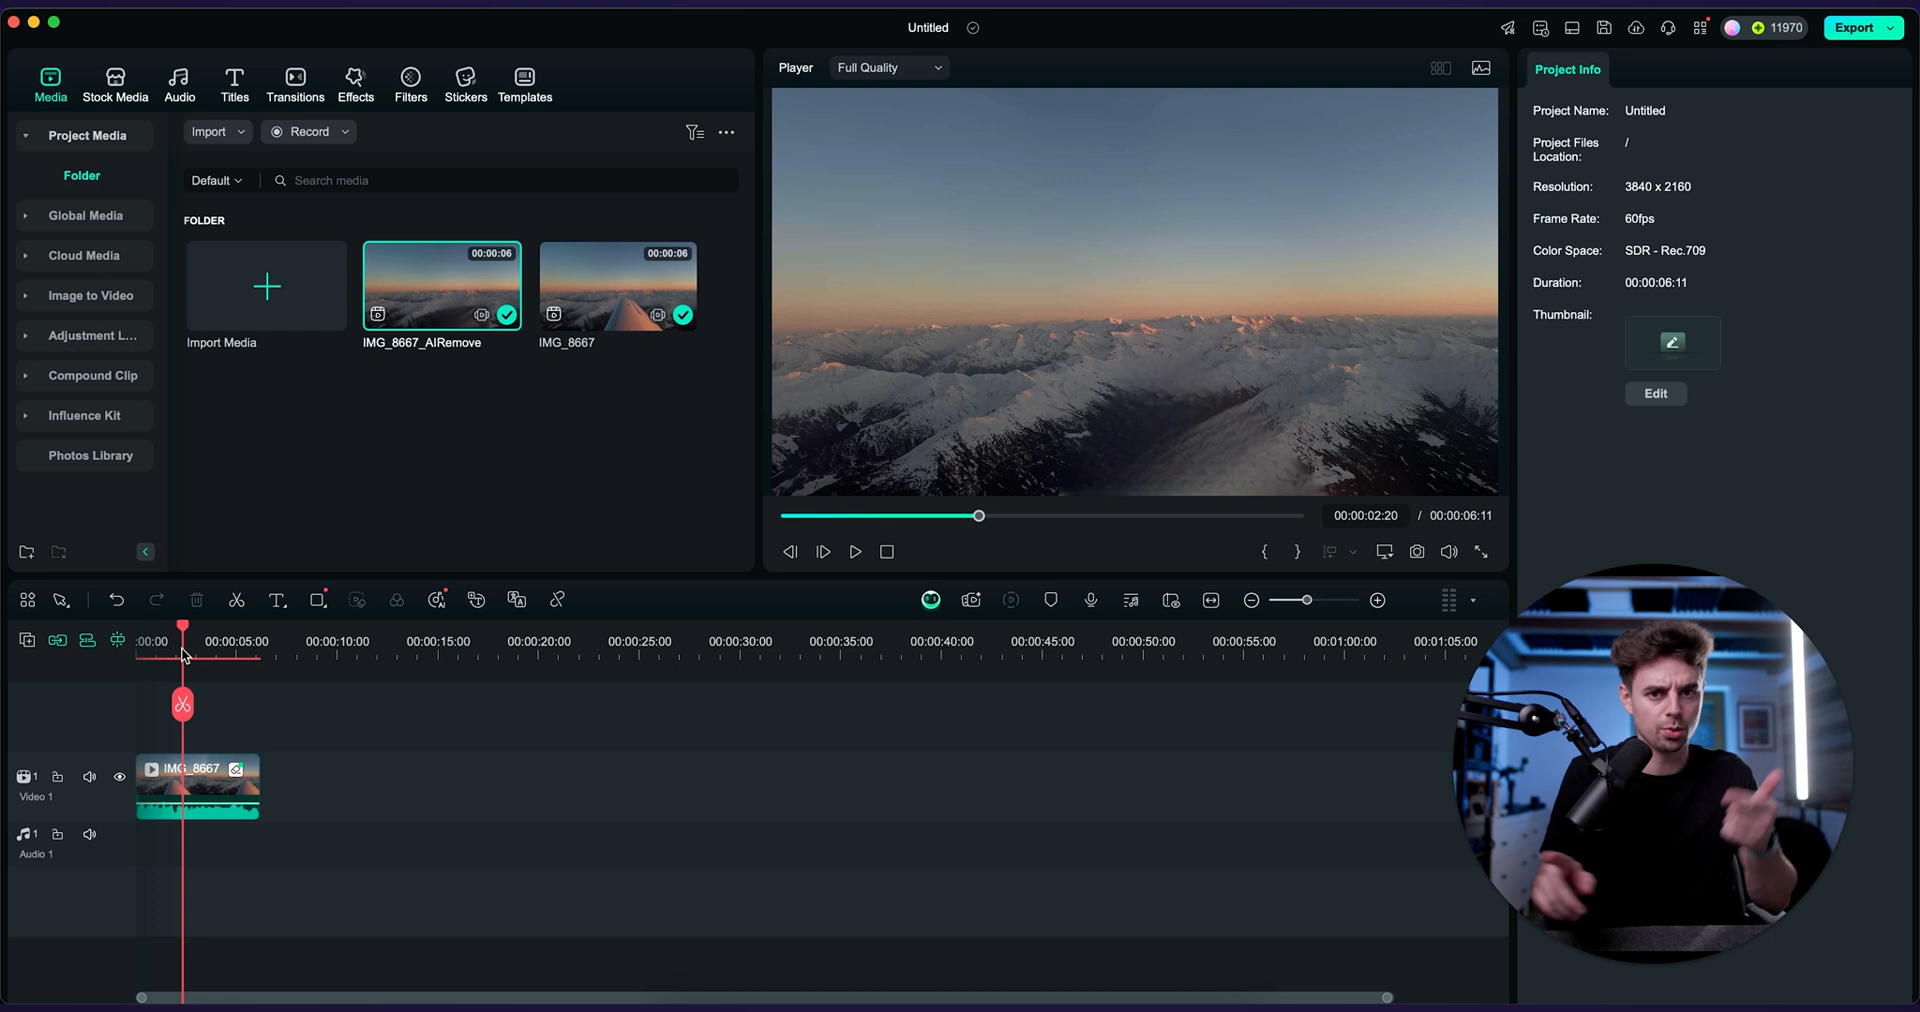 Untitled
11970
Export
Media
Stock Media
Audio
Titles
Transitions
Effects
Filters
Stickers
Templates
Project Media
Folder
Global Media
Cloud Media
Image to Video
Adjustment L...
Compound Clip
Influence Kit
Photos Library
Import
Record
Default
Search media
FOLDER
Import Media
00:00:06
IMG_8667_AIRemove
00:00:06
IMG_8667
Player
Full Quality
00:00:02:20 / 00:00:06:11
Project Info
Project Name: Untitled
Project Files Location: /
Resolution: 3840 x 2160
Frame Rate: 60fps
Color Space: SDR - Rec.709
Duration: 00:00:06:11
Thumbnail:
Edit
:00:00
00:00:05:00
00:00:10:00
00:00:15:00
00:00:20:00
00:00:25:00
00:00:30:00
00:00:35:00
00:00:40:00
00:00:45:00
00:00:50:00
00:00:55:00
00:01:00:00
00:01:05:00
IMG_8667
1
Video 1
1
Audio 1